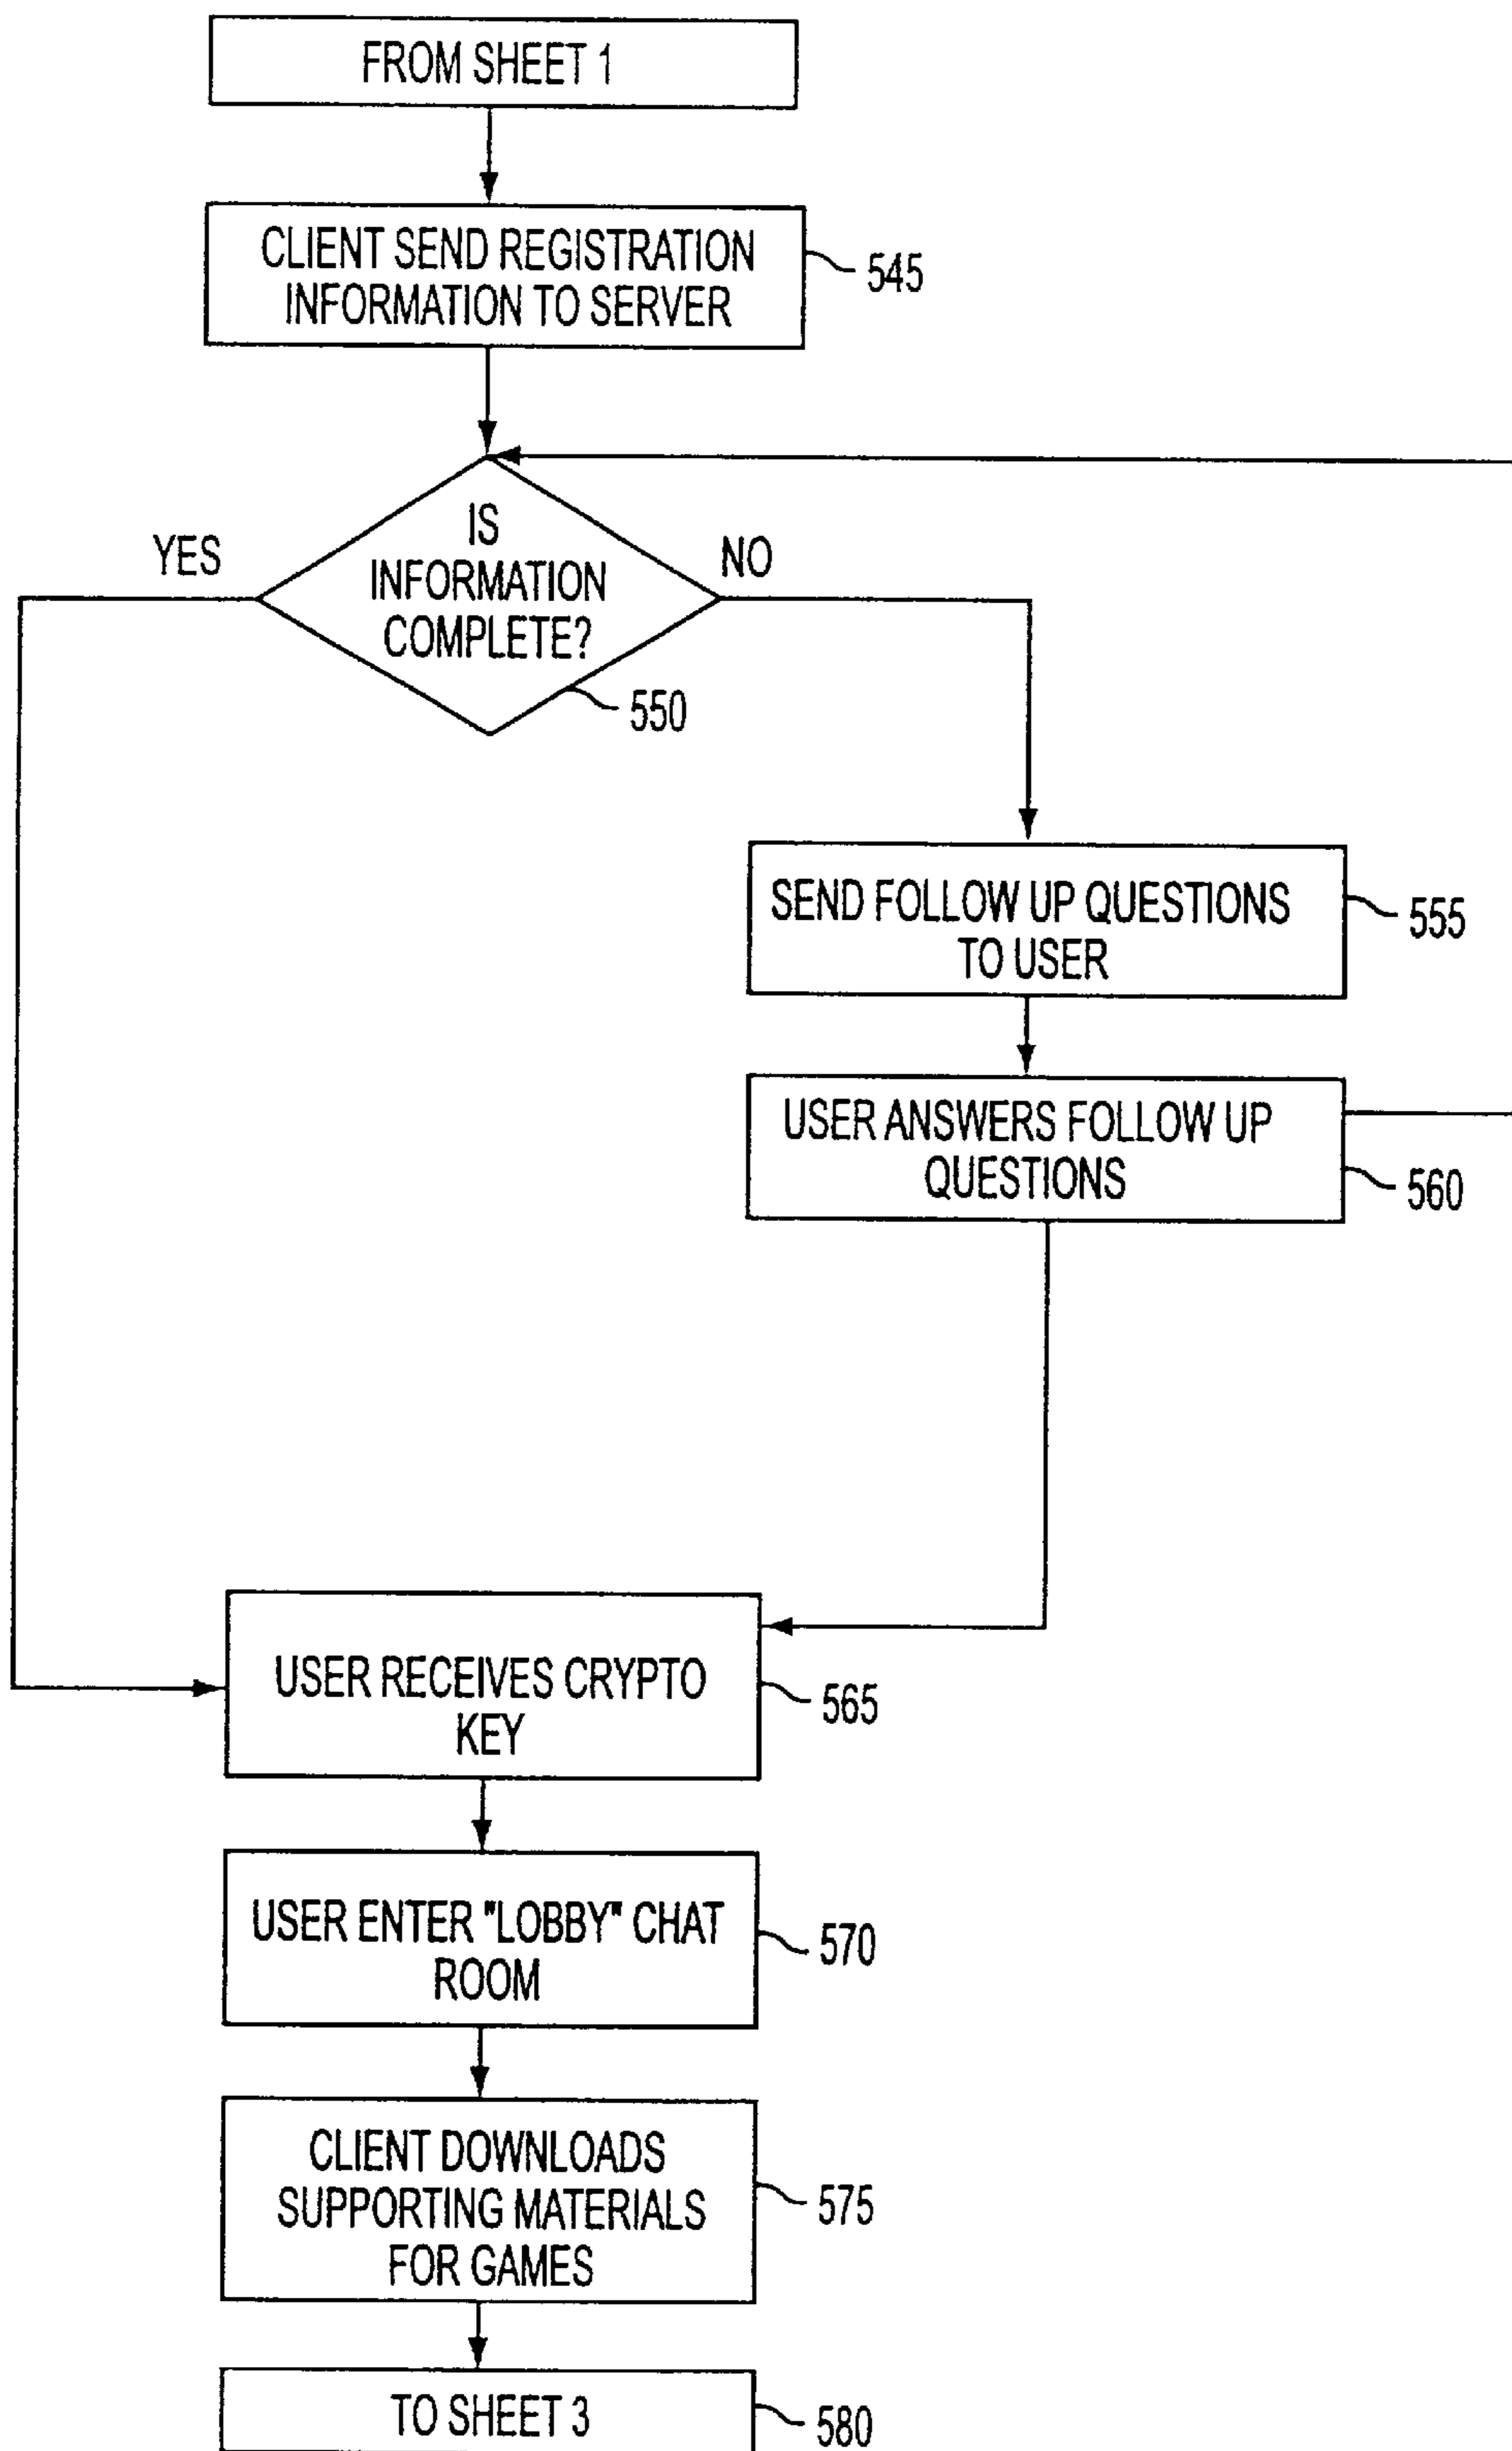 FROM SHEET 1
CLIENT SEND REGISTRATION
INFORMATION TO SERVER
545
IS
INFORMATION
COMPLETE?
YES
NO
550
SEND FOLLOW UP QUESTIONS
TO USER
555
USER ANSWERS FOLLOW UP
QUESTIONS
560
USER RECEIVES CRYPTO
KEY
565
USER ENTER "LOBBY" CHAT
ROOM
570
CLIENT DOWNLOADS
SUPPORTING MATERIALS
FOR GAMES
575
TO SHEET 3
580